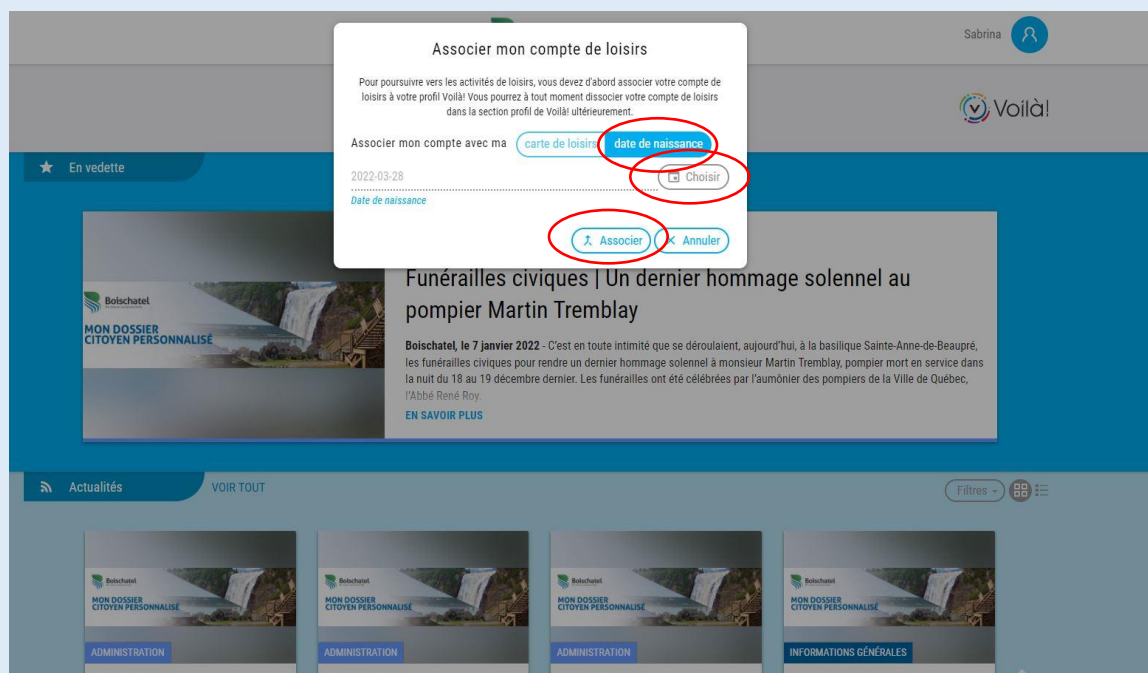 Sabrina
Voilà!
Associer mon compte de loisirs
Pour poursuivre vers les activités de loisirs, vous devez d'abord associer votre compte de
loisirs à votre profil Voilà! Vous pourrez à tout moment dissocier votre compte de loisirs
dans la section profil de Voilà! ultérieurement.
Associer mon compte avec ma carte de loisirs date de naissance
2022-03-28 Choisir
Date de naissance
Associer Annuler
En vedette
Boischatel
MON DOSSIER
CITOYEN PERSONNALISÉ
Funérailles civiques | Un dernier hommage solennel au
pompier Martin Tremblay
Boischatel, le 7 janvier 2022 - C'est en toute intimité que se déroulaient, aujourd'hui, à la basilique Sainte-Anne-de-Beaupré,
les funérailles civiques pour rendre un dernier hommage solennel à monsieur Martin Tremblay, pompier mort en service dans
la nuit du 18 au 19 décembre dernier. Les funérailles ont été célébrées par l'aumônier des pompiers de la Ville de Québec,
l'Abbé René Roy.
EN SAVOIR PLUS
Actualités VOIR TOUT Filtres
Boischatel
MON DOSSIER
CITOYEN PERSONNALISÉ
ADMINISTRATION
Boischatel
MON DOSSIER
CITOYEN PERSONNALISÉ
ADMINISTRATION
Boischatel
MON DOSSIER
CITOYEN PERSONNALISÉ
ADMINISTRATION
Boischatel
MON DOSSIER
CITOYEN PERSONNALISÉ
INFORMATIONS GÉNÉRALES